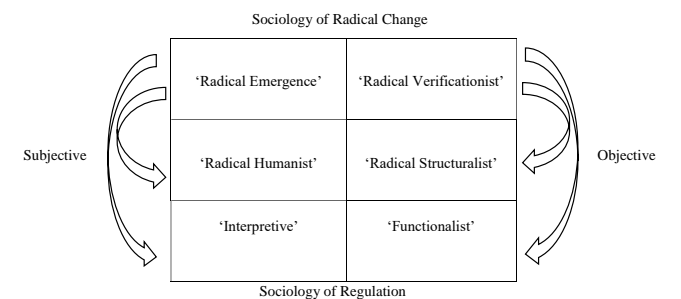 Sociology of Radical Change
‘Radical Emergence’ ‘Radical Verificationist’
Subjective ‘Radical Humanist’ ‘Radical Structuralist’ Objective
‘Interpretive’ ‘Functionalist’
Sociology of Regulation